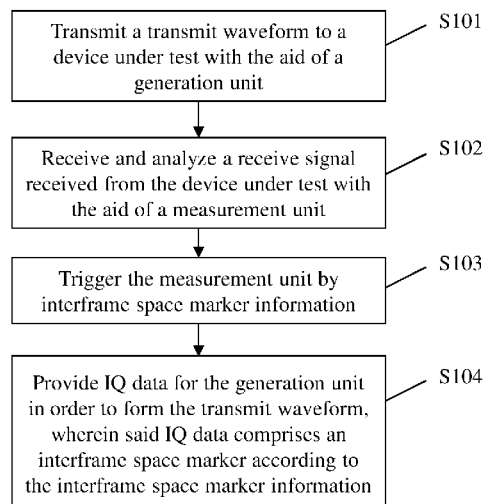 Transmit a transmit waveform to a
device under test with the aid of a
generation unit
S101
Receive and analyze a receive signal
received from the device under test with
the aid of a measurement unit
S102
Trigger the measurement unit by
interframe space marker information
S103
Provide IQ data for the generation unit
in order to form the transmit waveform,
wherein said IQ data comprises an
interframe space marker according to
the interframe space marker information
S104